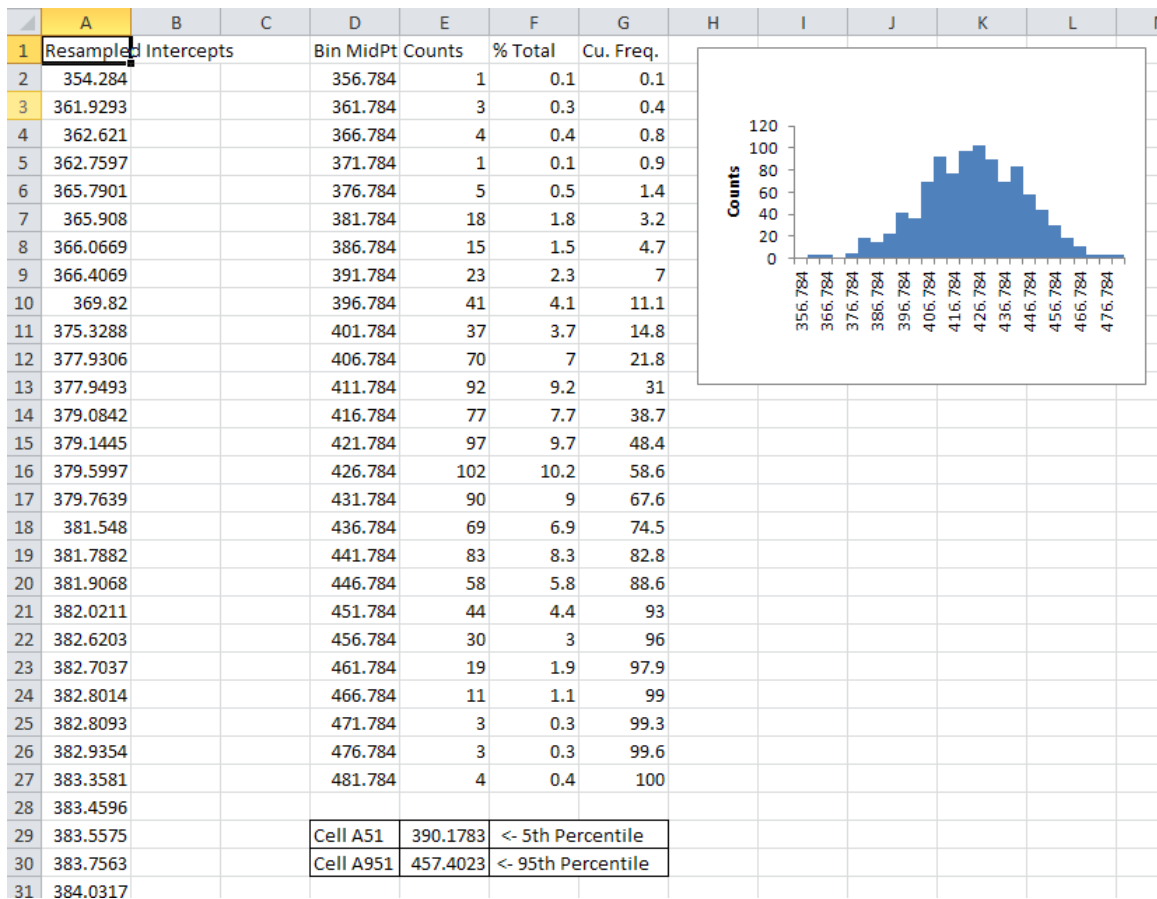 A B C D E F G H I J K L
1 Resampled Intercepts Bin MidPt Counts % Total Cu. Freq.
2 354.284 356.784 1 0.1 0.1
3 361.9293 361.784 3 0.3 0.4
4 362.621 366.784 4 0.4 0.8
5 362.7597 371.784 1 0.1 0.9
6 365.7901 376.784 5 0.5 1.4
7 365.908 381.784 18 1.8 3.2
8 366.0669 386.784 15 1.5 4.7
9 366.4069 391.784 23 2.3 7
10 369.82 396.784 41 4.1 11.1
11 375.3288 401.784 37 3.7 14.8
12 377.9306 406.784 70 7 21.8
13 377.9493 411.784 92 9.2 31
14 379.0842 416.784 77 7.7 38.7
15 379.1445 421.784 97 9.7 48.4
16 379.5997 426.784 102 10.2 58.6
17 379.7639 431.784 90 9 67.6
18 381.548 436.784 69 6.9 74.5
19 381.7882 441.784 83 8.3 82.8
20 381.9068 446.784 58 5.8 88.6
21 382.0211 451.784 44 4.4 93
22 382.6203 456.784 30 3 96
23 382.7037 461.784 19 1.9 97.9
24 382.8014 466.784 11 1.1 99
25 382.8093 471.784 3 0.3 99.3
26 382.9354 476.784 3 0.3 99.6
27 383.3581 481.784 4 0.4 100
28 383.4596
29 383.5575 Cell A51 390.1783 <- 5th Percentile
30 383.7563 Cell A951 457.4023 <- 95th Percentile
31 384.0317
Counts
120
100
80
60
40
20
0
356.784 366.784 376.784 386.784 396.784 406.784 416.784 426.784 436.784 446.784 456.784 466.784 476.784